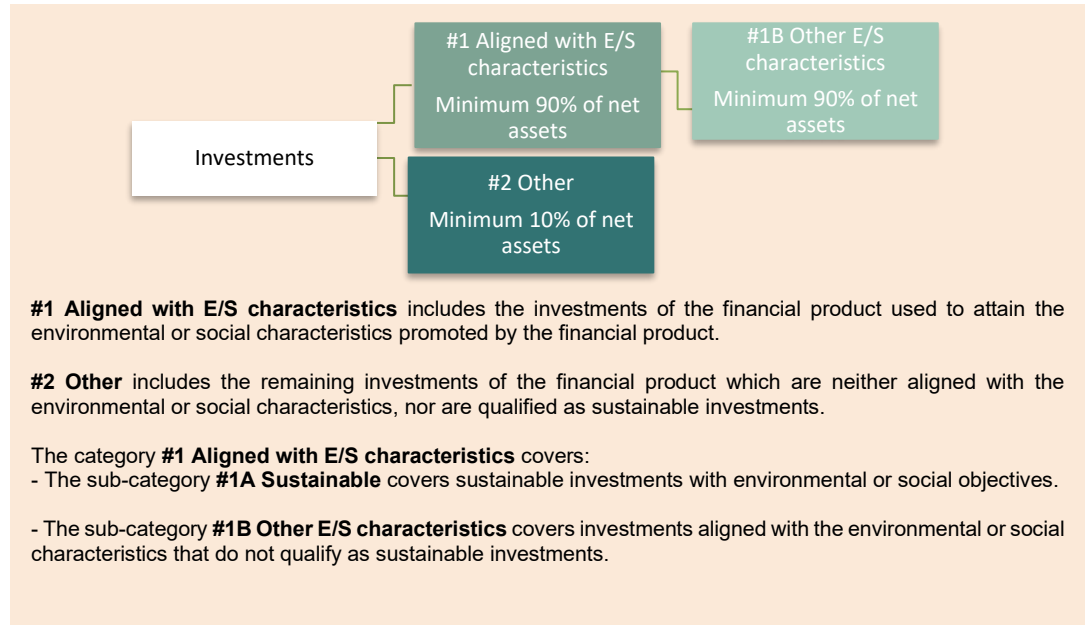 #1 Aligned with E/S
characteristics
Minimum 90% of net
assets
#1B Other E/S
characteristics
Minimum 90% of net
assets
Investments
#2 Other
Minimum 10% of net
assets
#1 Aligned with E/S characteristics includes the investments of the financial product used to attain the
environmental or social characteristics promoted by the financial product.
#2 Other includes the remaining investments of the financial product which are neither aligned with the
environmental or social characteristics, nor are qualified as sustainable investments.
The category #1 Aligned with E/S characteristics covers:
- The sub-category #1A Sustainable covers sustainable investments with environmental or social objectives.
- The sub-category #1B Other E/S characteristics covers investments aligned with the environmental or social
characteristics that do not qualify as sustainable investments.